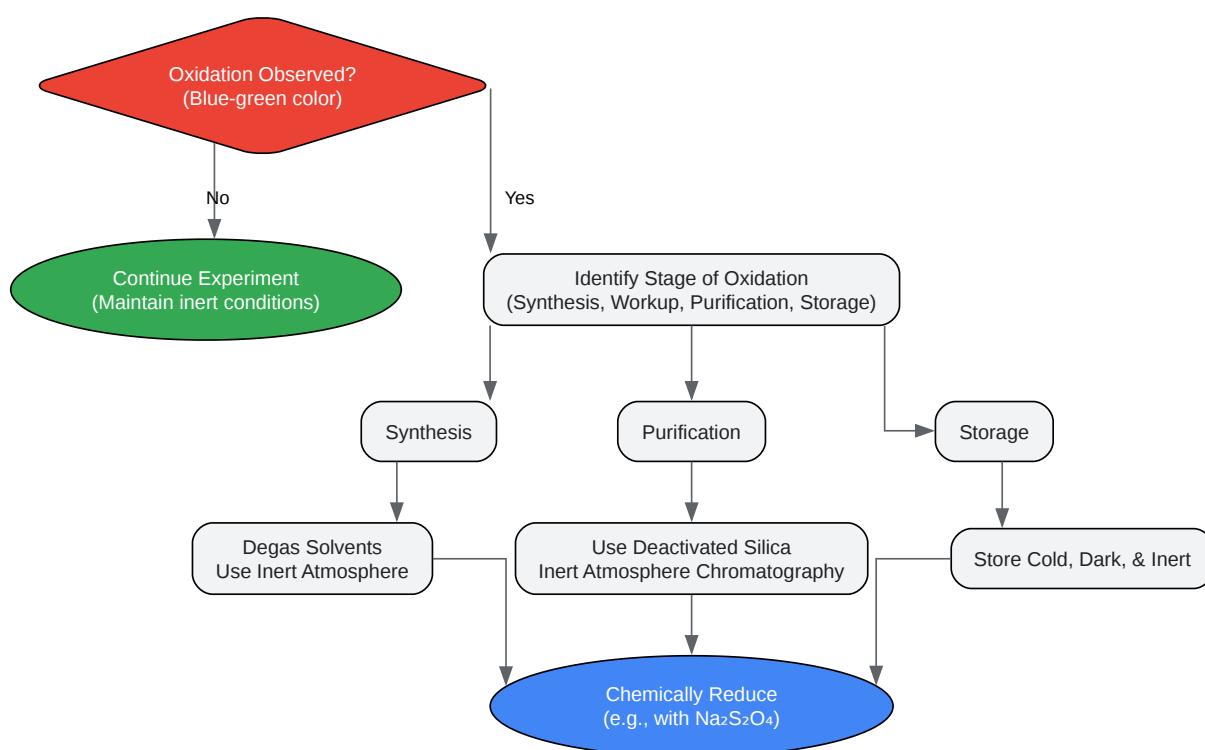 Oxidation Observed?
(Blue-green color)
No
Yes
Continue Experiment
(Maintain inert conditions)
Identify Stage of Oxidation
(Synthesis, Workup, Purification, Storage)
Synthesis
Purification
Storage
Degas Solvents
Use Inert Atmosphere
Use Deactivated Silica
Inert Atmosphere Chromatography
Store Cold, Dark, & Inert
Chemically Reduce
(e.g., with Na₂S₂O₄)